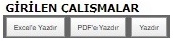 GİRİLEN ÇALIŞMALAR
Excel'e Yazdır PDF'e Yazdır Yazdır